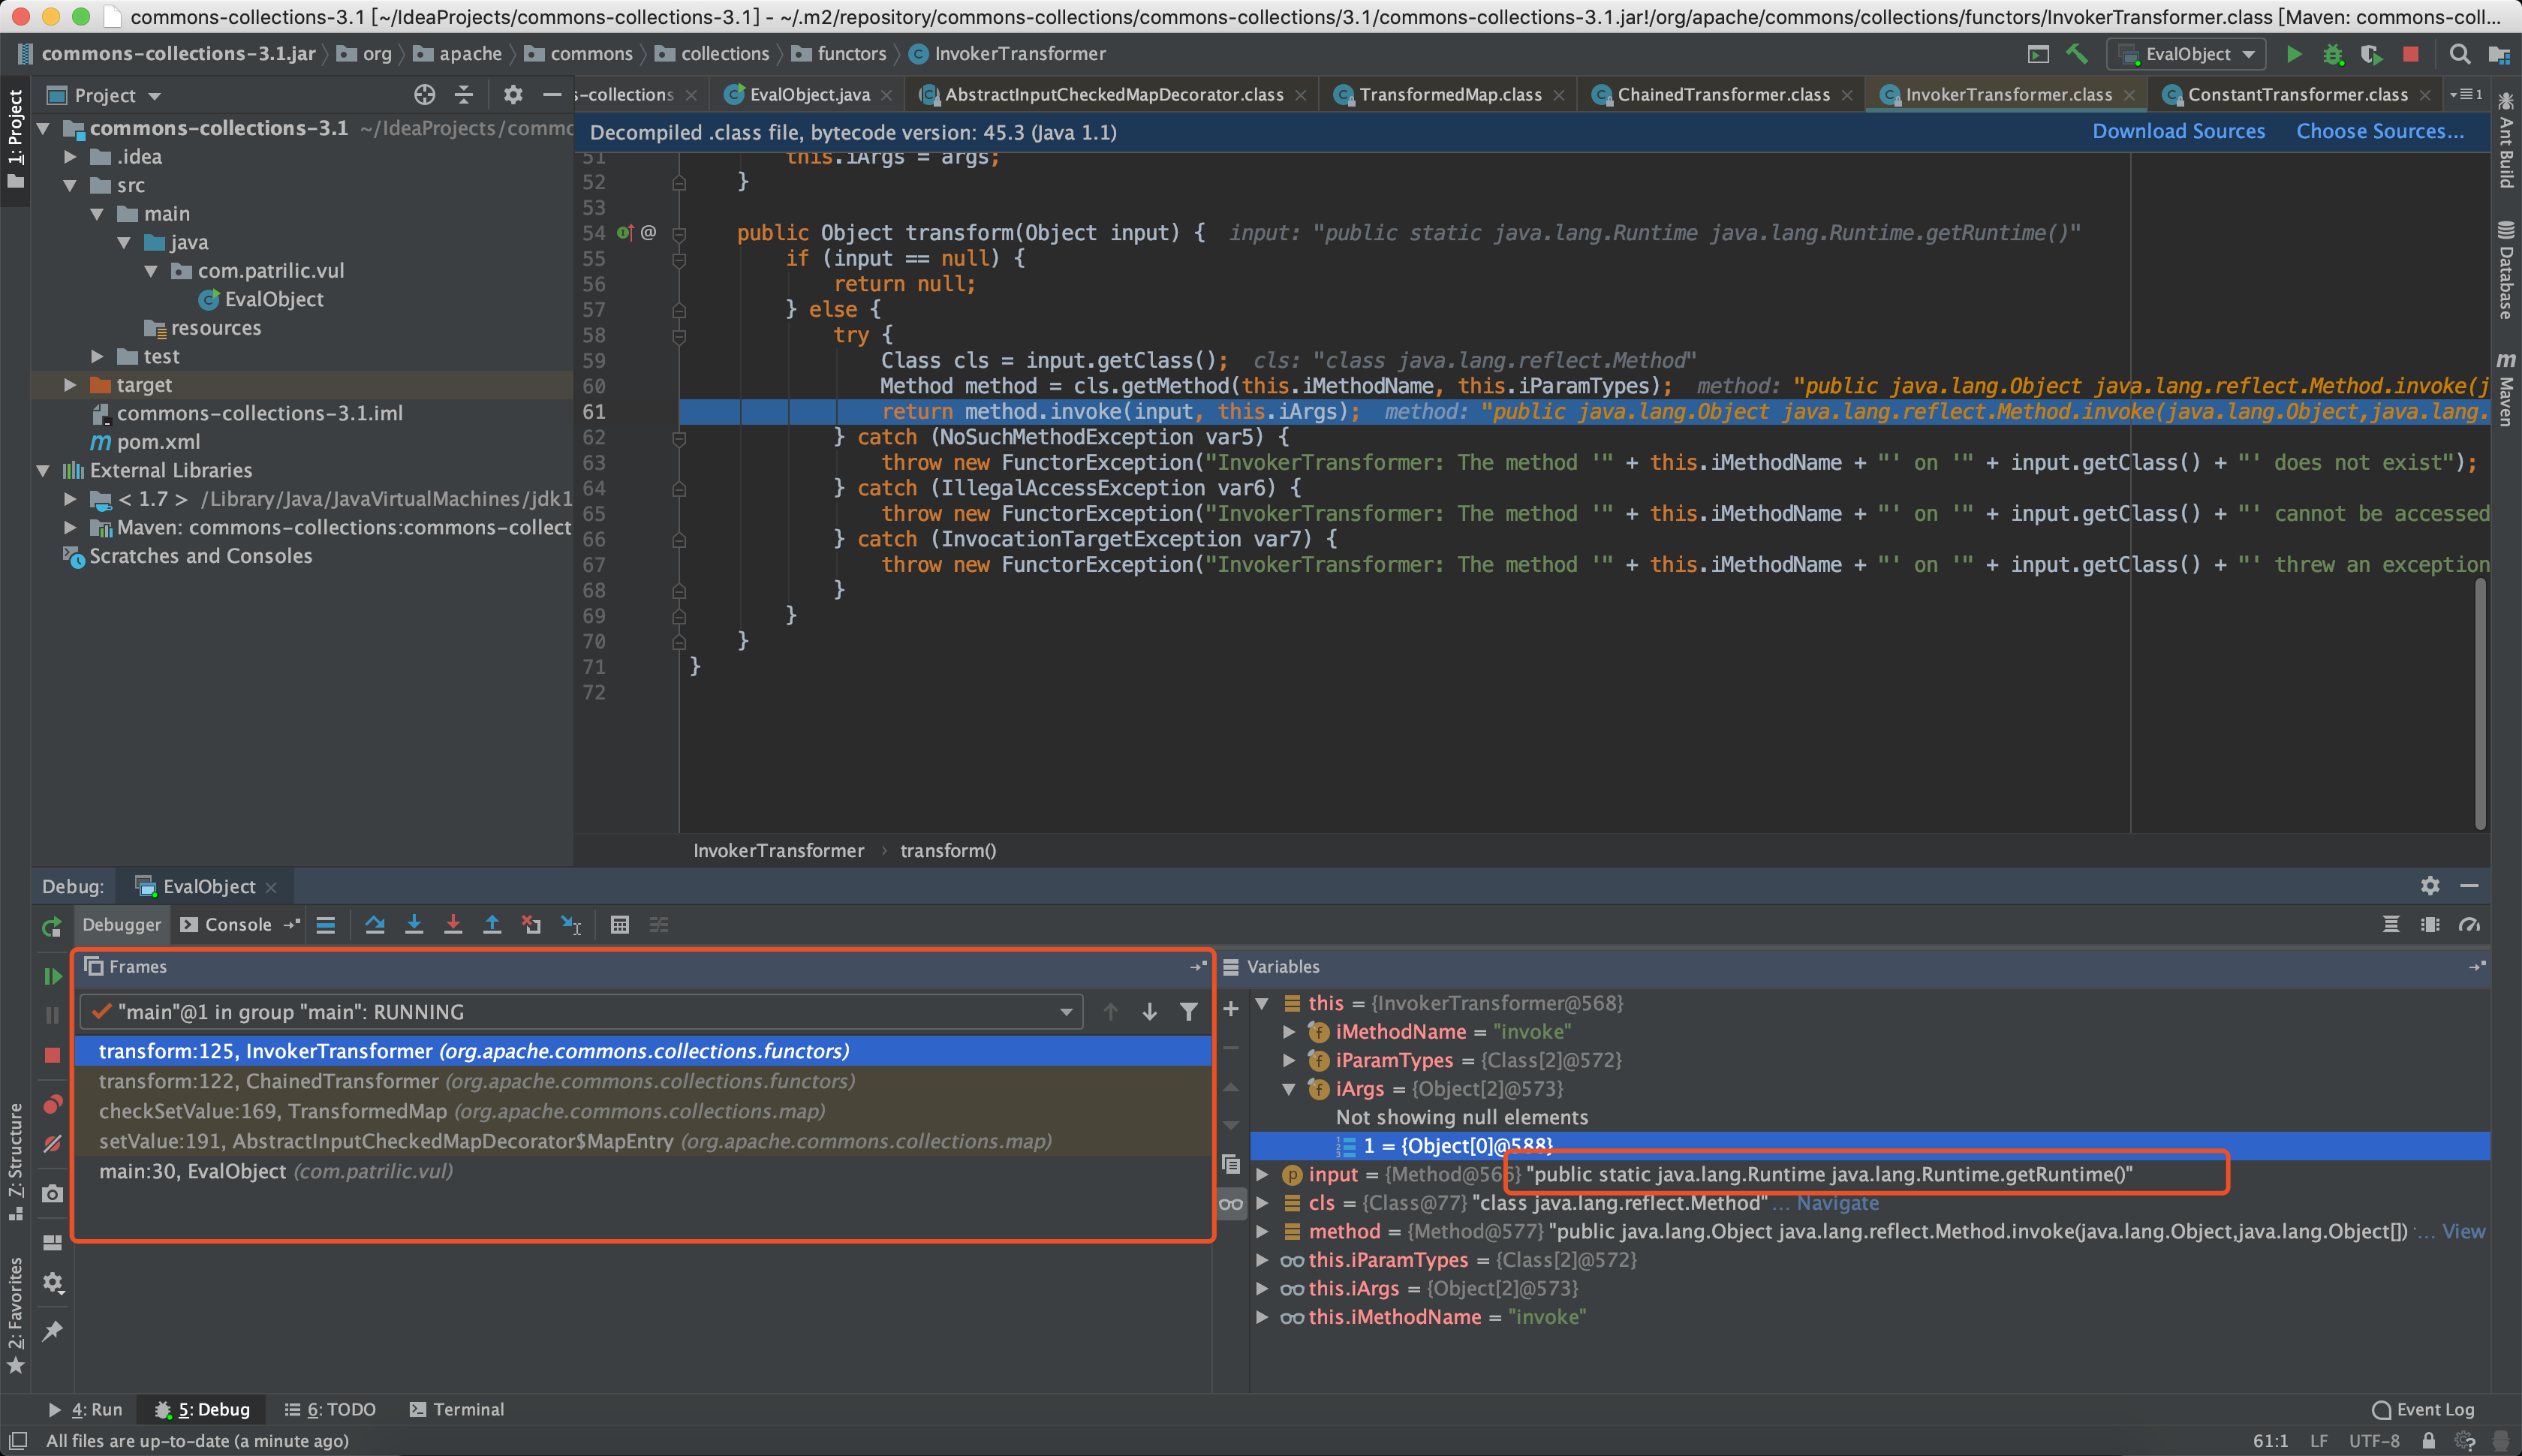 commons-collections-3.1 [~/IdeaProjects/commons-collections-3.1] - ~/.m2/repository/commons-collections/commons-collections/3.1/commons-collections-3.1.jar!/org/apache/commons/collections/functors/InvokerTransformer.class [Maven: commons-coll...
commons-collections-3.1.jar org apache commons collections functors InvokerTransformer EvalObject
Project s-collections EvalObject.java AbstractInputCheckedMapDecorator.class TransformedMap.class ChainedTransformer.class InvokerTransformer.class ConstantTransformer.class 1
1: Project
Ant Build
Database
Maven
commons-collections-3.1 ~/IdeaProjects/commo
.idea
src
main
java
com.patrilic.vul
EvalObject
resources
test
target
commons-collections-3.1.iml
pom.xml
External Libraries
< 1.7 > /Library/Java/JavaVirtualMachines/jdk1
Maven: commons-collections:commons-collect
Scratches and Consoles
Decompiled .class file, bytecode version: 45.3 (Java 1.1) Download Sources Choose Sources...
51 this.iArgs = args;
52 }
53
54 @ public Object transform(Object input) { input: "public static java.lang.Runtime java.lang.Runtime.getRuntime()"
55 if (input == null) {
56 return null;
57 } else {
58 try {
59 Class cls = input.getClass(); cls: "class java.lang.reflect.Method"
60 Method method = cls.getMethod(this.iMethodName, this.iParamTypes); method: "public java.lang.Object java.lang.reflect.Method.invoke(j
61 return method.invoke(input, this.iArgs); method: "public java.lang.Object java.lang.reflect.Method.invoke(java.lang.Object,java.lang.
62 } catch (NoSuchMethodException var5) {
63 throw new FunctorException("InvokerTransformer: The method '" + this.iMethodName + "' on '" + input.getClass() + "' does not exist");
64 } catch (IllegalAccessException var6) {
65 throw new FunctorException("InvokerTransformer: The method '" + this.iMethodName + "' on '" + input.getClass() + "' cannot be accessed
66 } catch (InvocationTargetException var7) {
67 throw new FunctorException("InvokerTransformer: The method '" + this.iMethodName + "' on '" + input.getClass() + "' threw an exception
68 }
69 }
70 }
71 }
72
InvokerTransformer › transform()
Debug: EvalObject
Debugger Console
Frames
"main"@1 in group "main": RUNNING
transform:125, InvokerTransformer (org.apache.commons.collections.functors)
transform:122, ChainedTransformer (org.apache.commons.collections.functors)
checkSetValue:169, TransformedMap (org.apache.commons.collections.map)
setValue:191, AbstractInputCheckedMapDecorator$MapEntry (org.apache.commons.collections.map)
main:30, EvalObject (com.patrilic.vul)
Variables
this = {InvokerTransformer@568}
iMethodName = "invoke"
iParamTypes = {Class[2]@572}
iArgs = {Object[2]@573}
Not showing null elements
1 = {Object[0]@588}
input = {Method@566} "public static java.lang.Runtime java.lang.Runtime.getRuntime()"
cls = {Class@77} "class java.lang.reflect.Method"... Navigate
method = {Method@577} "public java.lang.Object java.lang.reflect.Method.invoke(java.lang.Object,java.lang.Object[]) ... View
this.iParamTypes = {Class[2]@572}
this.iArgs = {Object[2]@573}
this.iMethodName = "invoke"
Z: Structure
2: Favorites
4: Run 5: Debug 6: TODO Terminal Event Log
All files are up-to-date (a minute ago) 61:1 LF UTF-8